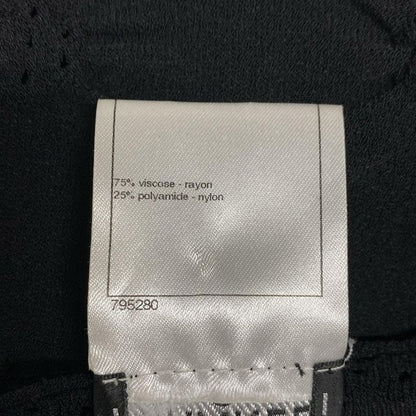 75% viscose - rayon
25% polyamide - nylon
795280